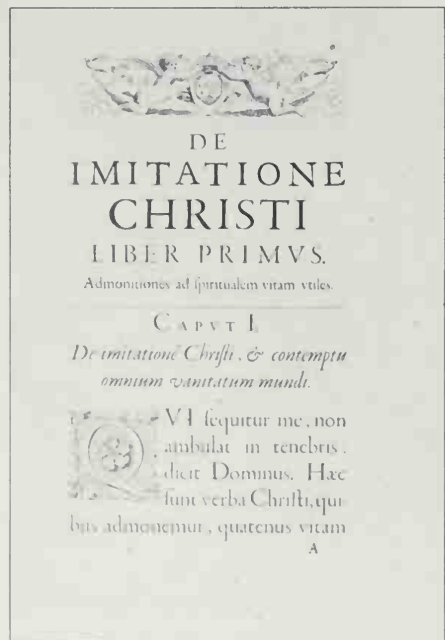 DE
IMITATIONE
CHRISTI
LIBER PRIMVS.
Admonitiones ad ſpiritualem vitam vtiles.
CAPVT I.
De imitatione Chriſti, & contemptu
omnium vanitatum mundi.
QVI ſequitur me, non
ambulat in tenebris,
dicit Dominus. Hæc
ſunt verba Chriſti, qui
bus admonemur, quatenus vitam
A